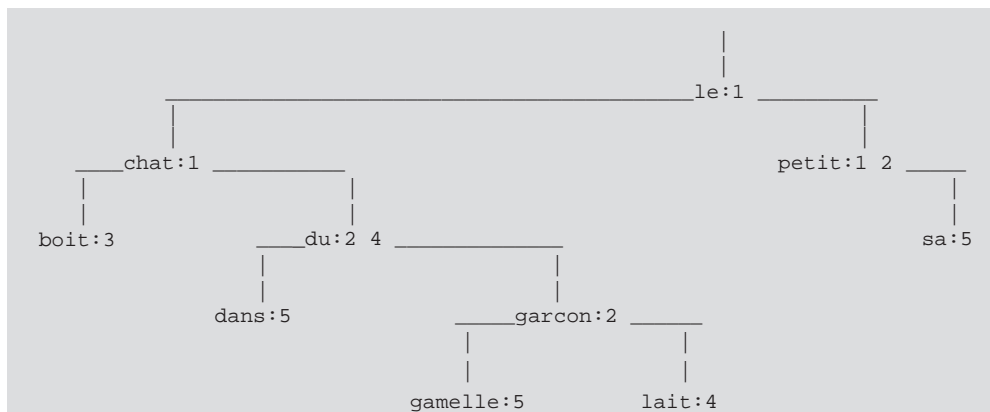 le:1
chat:1 petit:1 2
boit:3 du:2 4 sa:5
dans:5 garcon:2
gamelle:5 lait:4